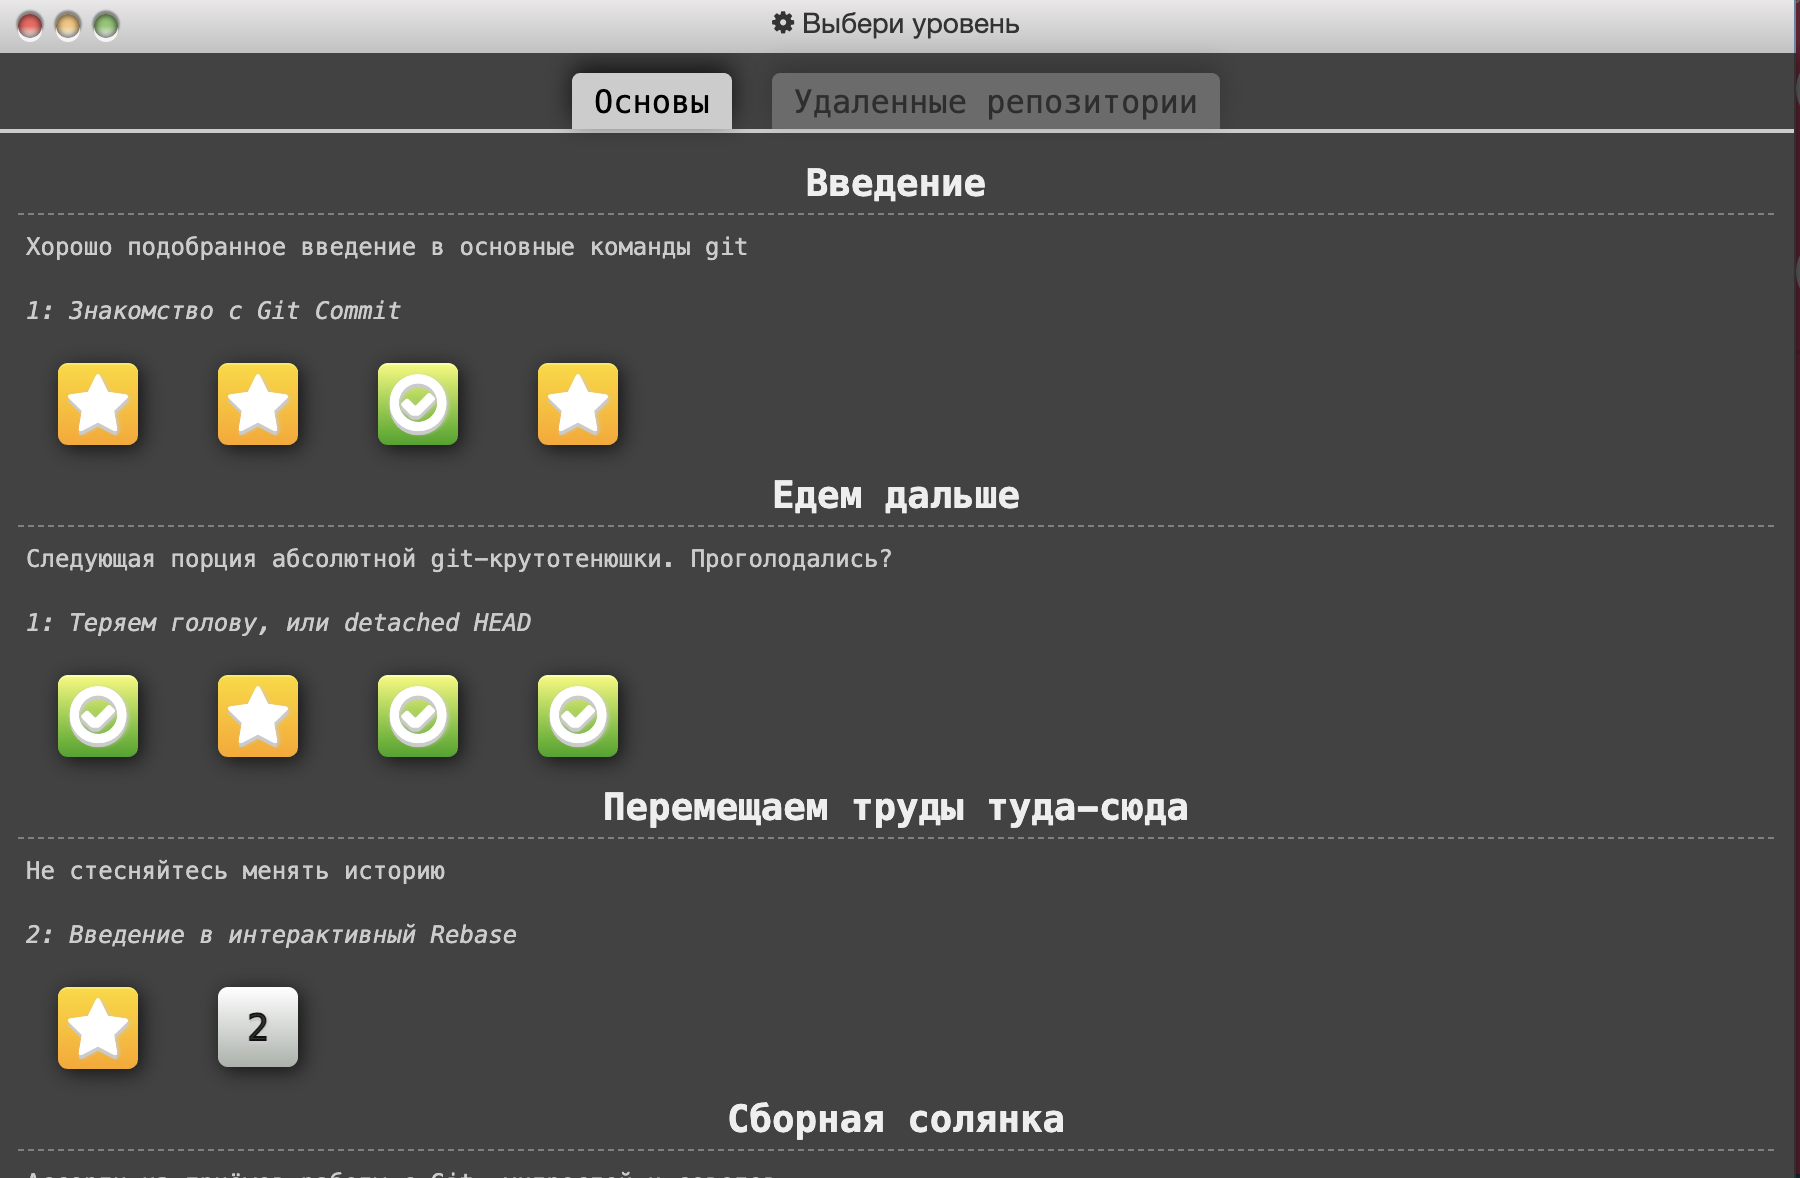 Выбери уровень
Основы
Удаленные репозитории
Введение
Хорошо подобранное введение в основные команды git
1: Знакомство с Git Commit
Едем дальше
Следующая порция абсолютной git-крутотенюшки. Проголодались?
1: Теряем голову, или detached HEAD
Перемещаем труды туда-сюда
Не стесняйтесь менять историю
2: Введение в интерактивный Rebase
2
Сборная солянка